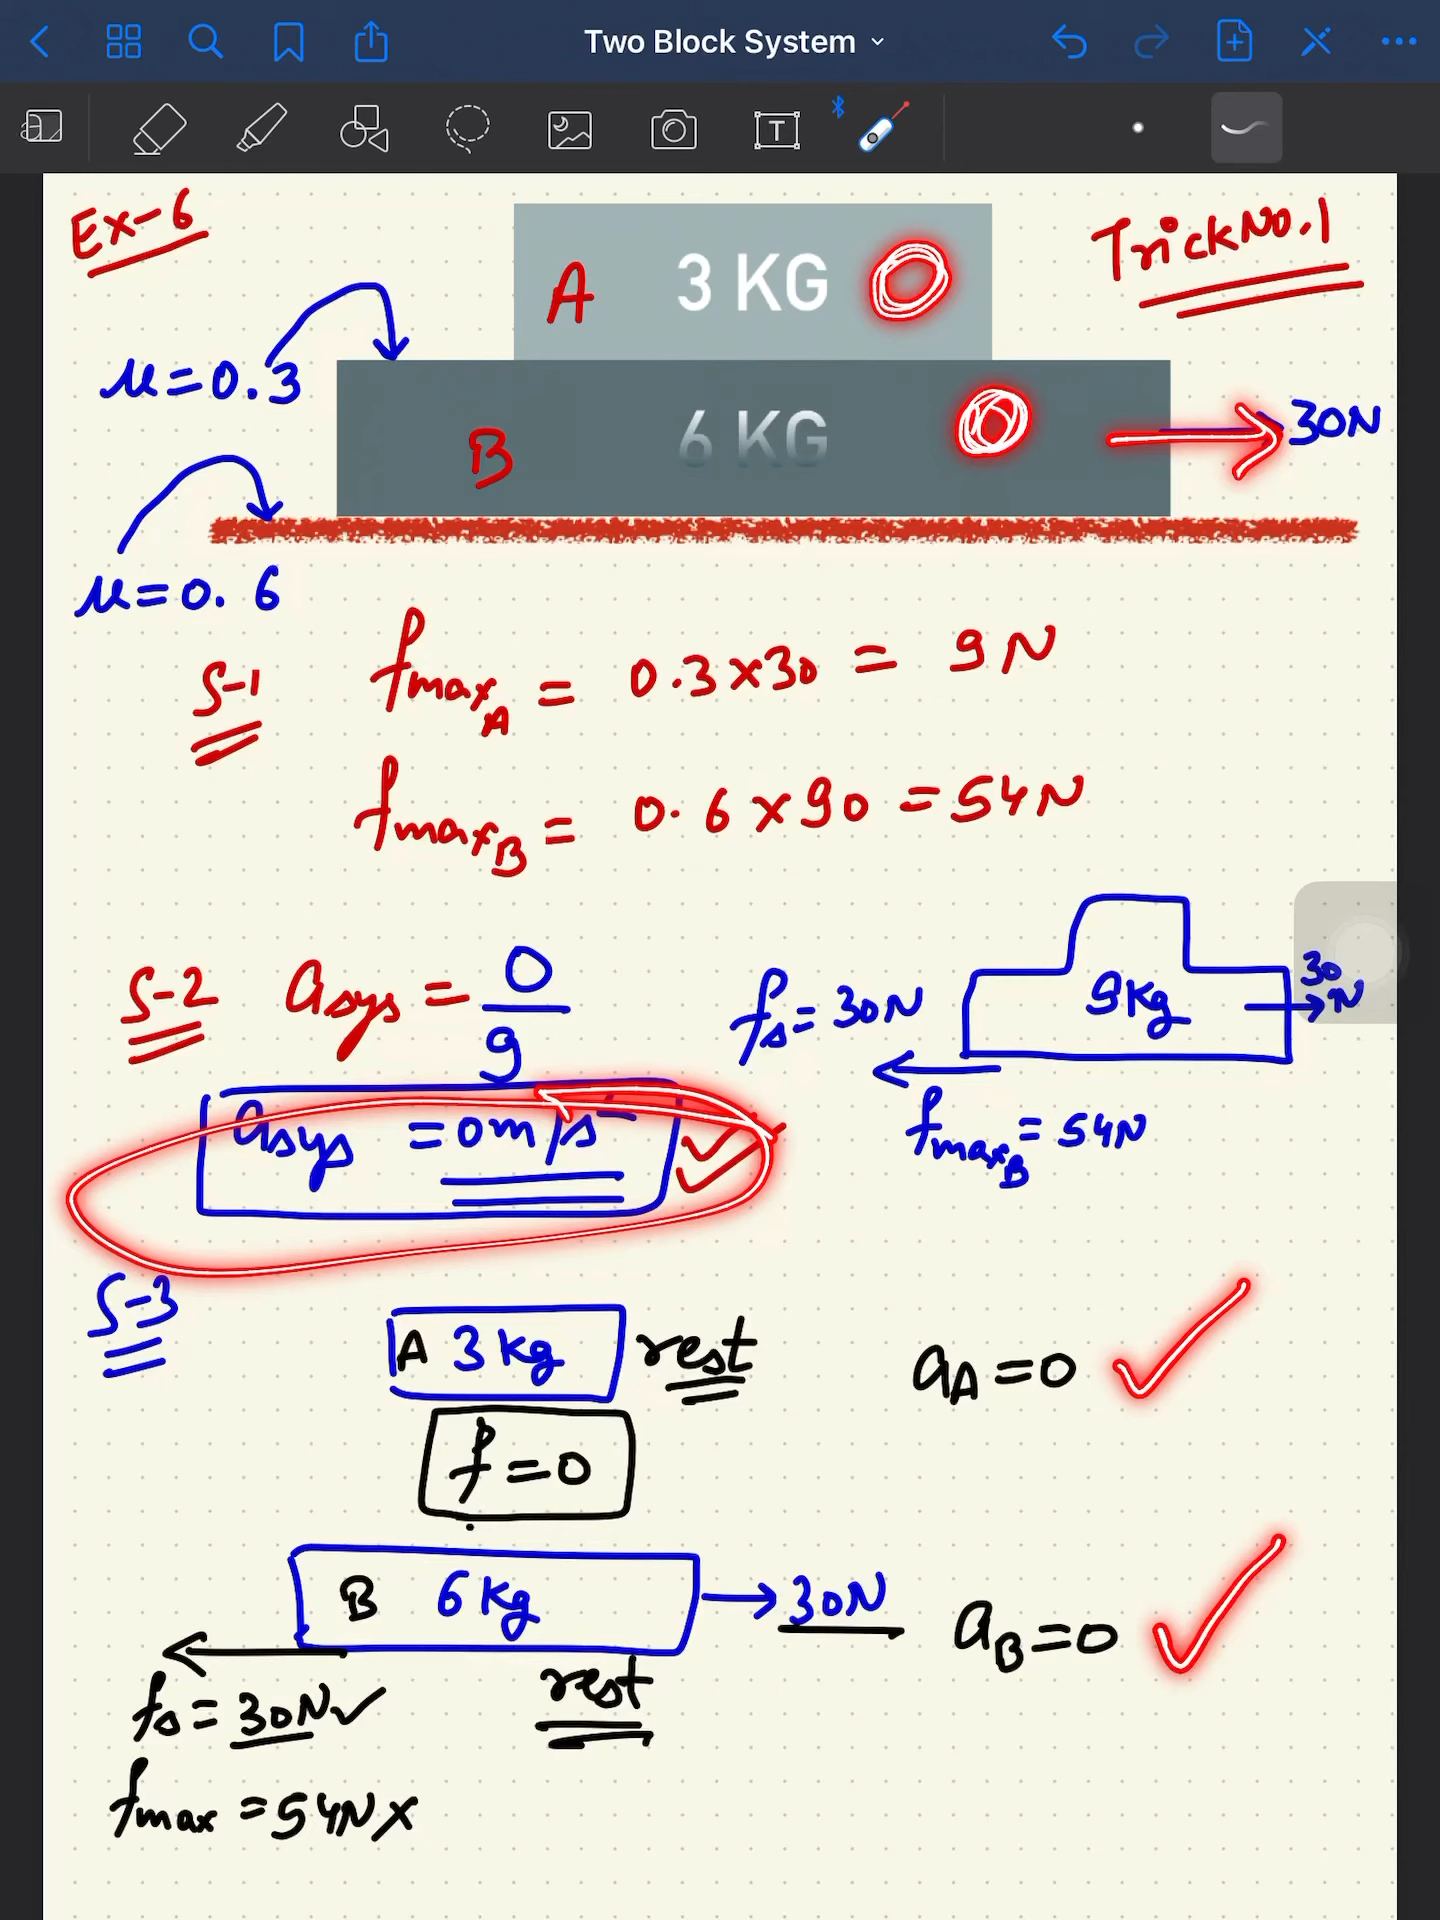 Two Block System
T
Ex-6
Trick No.1
A 3 KG
μ=0.3
B 6 KG
30N
μ=0.6
S-1 fmaxA = 0.3×30 = 9N
fmaxB = 0.6×90 = 54N
S-2 asys = 0/9
fs = 30N
9kg
30N
asys = 0m/s²
fmaxB = 54N
S-3
A 3kg rest
aA=0
f=0
B 6kg
30N
aB=0
fs = 30N✓
rest
fmax = 54N×